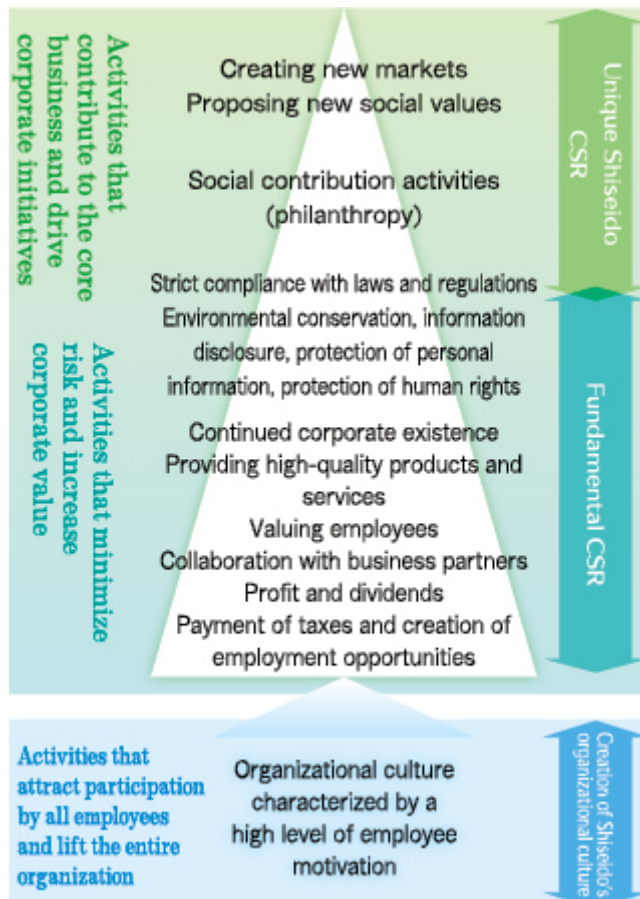 Activities that
contribute to the core
business and drive
corporate initiatives
Creating new markets
Proposing new social values
Social contribution activities
(philanthropy)
Unique Shiseido
CSR
Activities that minimize
risk and increase
corporate value
Strict compliance with laws and regulations
Environmental conservation, information
disclosure, protection of personal
information, protection of human rights
Continued corporate existence
Providing high-quality products and
services
Valuing employees
Collaboration with business partners
Profit and dividends
Payment of taxes and creation of
employment opportunities
Fundamental CSR
Activities that
attract participation
by all employees
and lift the entire
organization
Organizational culture
characterized by a
high level of employee
motivation
Creation of Shiseido's
organizational culture